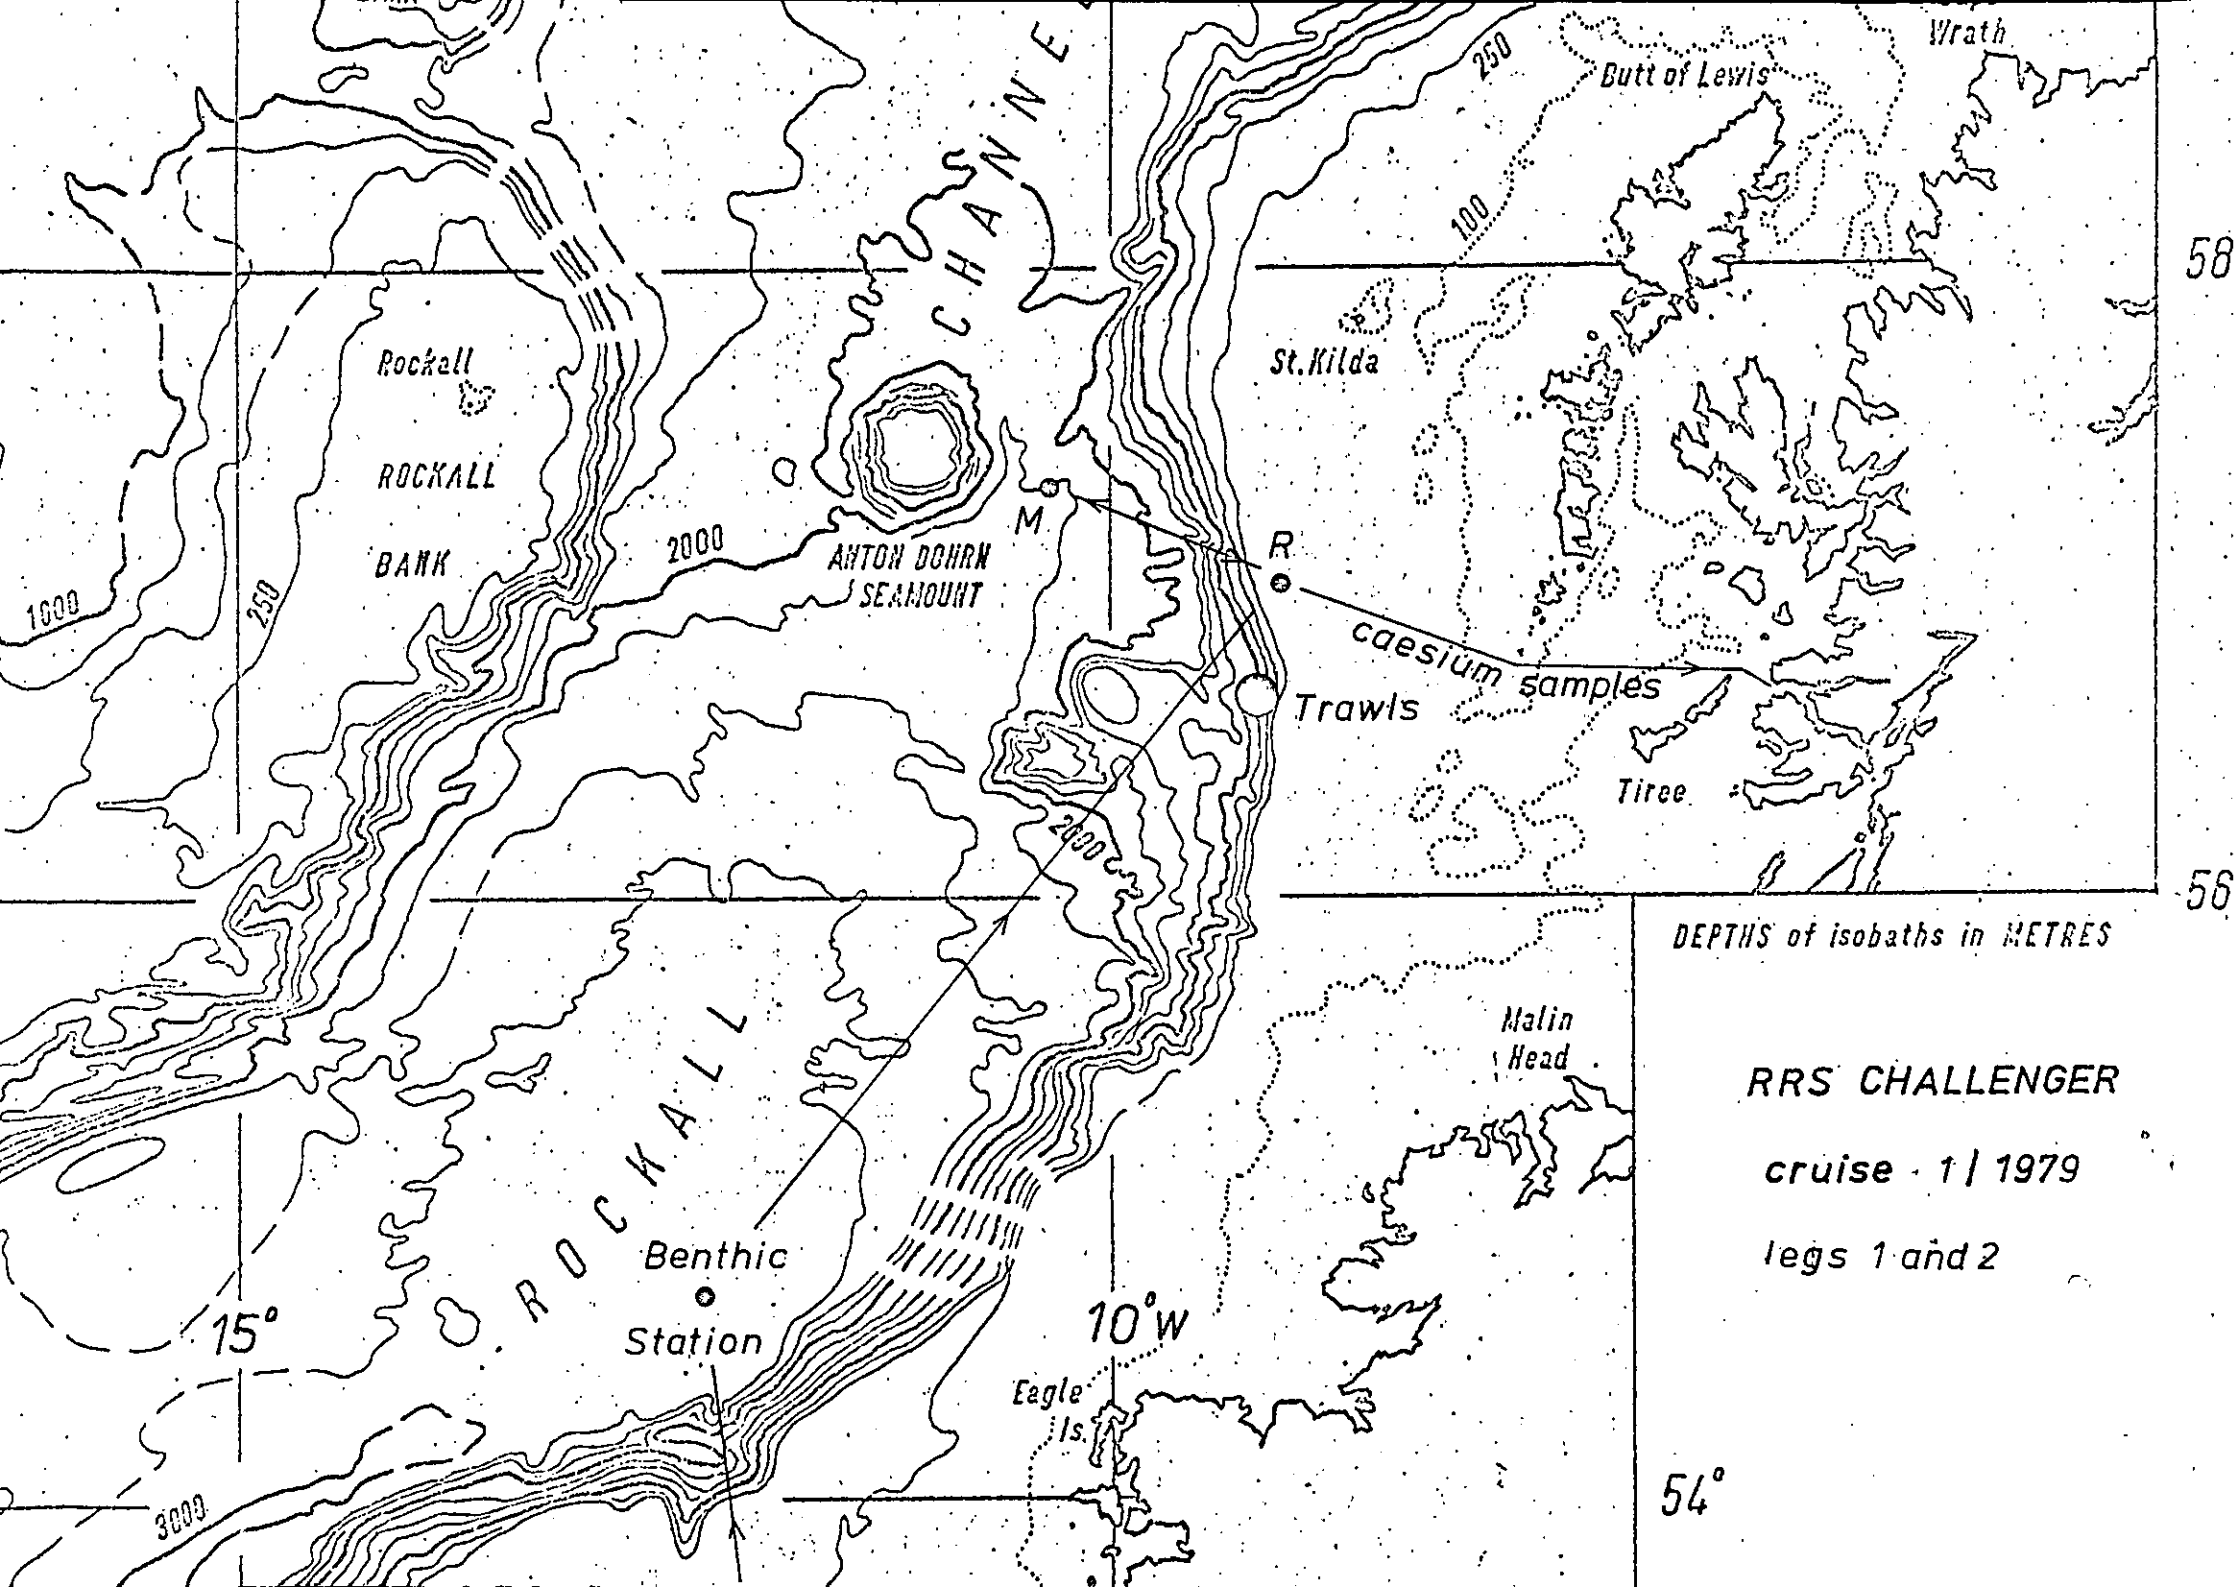 Wrath
Butt of Lewis
250
100
CHANNE
58
Rockall
St.Kilda
ROCKALL
BANK
2000
M
R
ANTON DOHRN
SEAMOUNT
1000
250
caesium samples
Trawls
Tiree
2000
56
DEPTHS of isobaths in METRES
ROCKALL
Malin
Head
RRS CHALLENGER
cruise 1/1979
legs 1 and 2
Benthic
Station
15°
10°W
Eagle
Is.
3000
54°